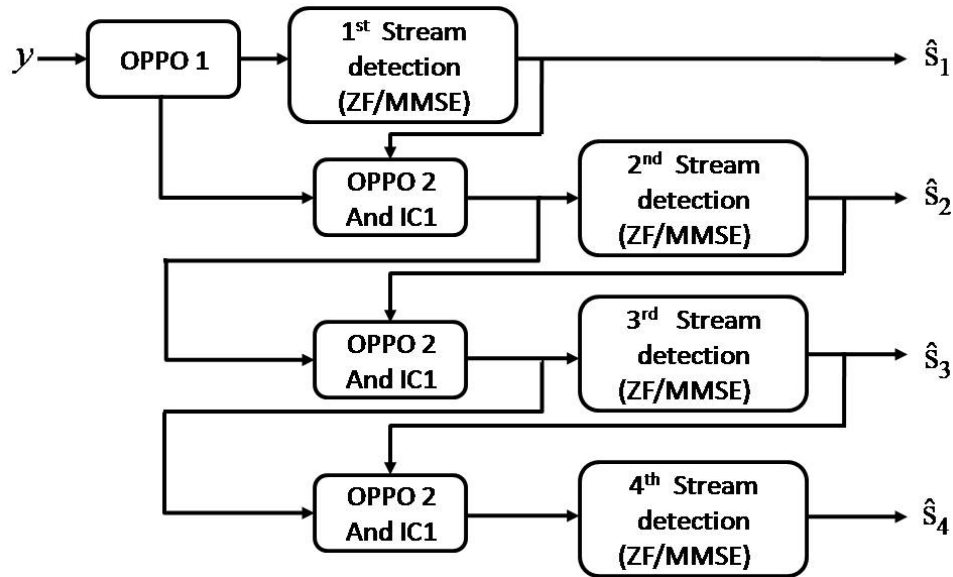 y
OPPO 1
1st Stream
detection
(ZF/MMSE)
ŝ1
OPPO 2
And IC1
2nd Stream
detection
(ZF/MMSE)
ŝ2
OPPO 2
And IC1
3rd Stream
detection
(ZF/MMSE)
ŝ3
OPPO 2
And IC1
4th Stream
detection
(ZF/MMSE)
ŝ4